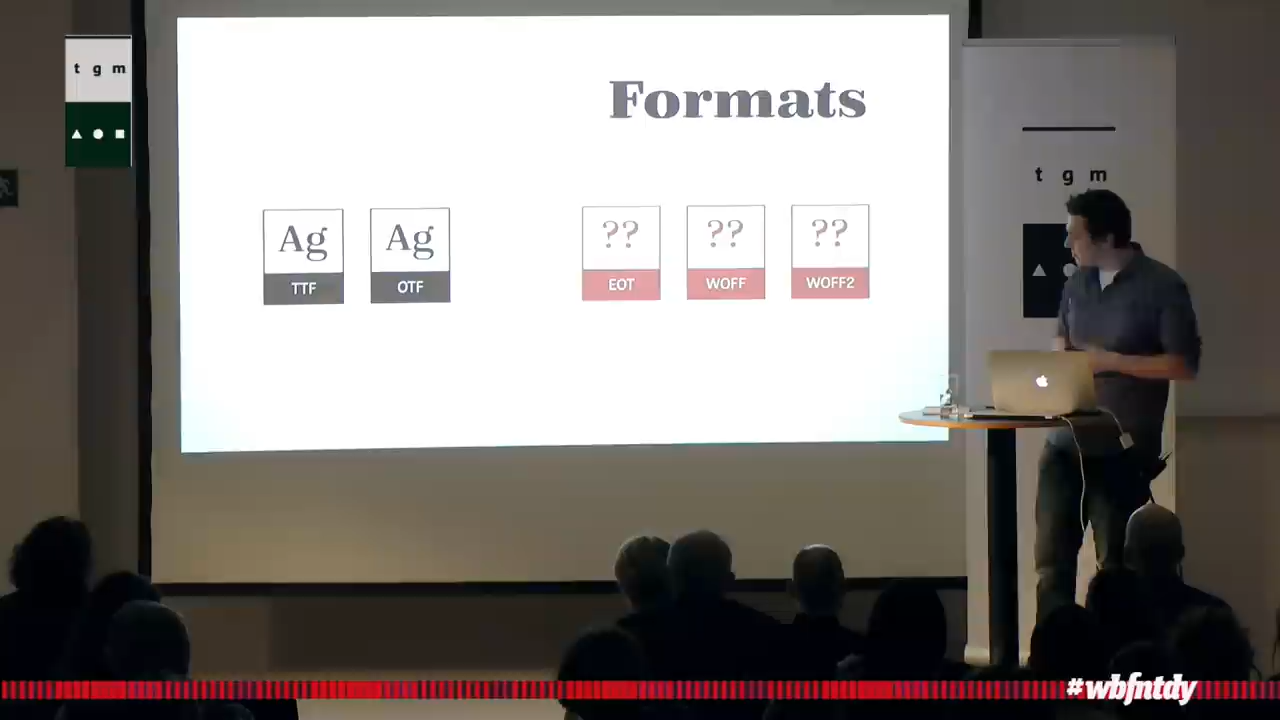 t g m
Formats
Ag
TTF
Ag
OTF
??
EOT
??
WOFF
??
WOFF2
t g m
#wbfntdy